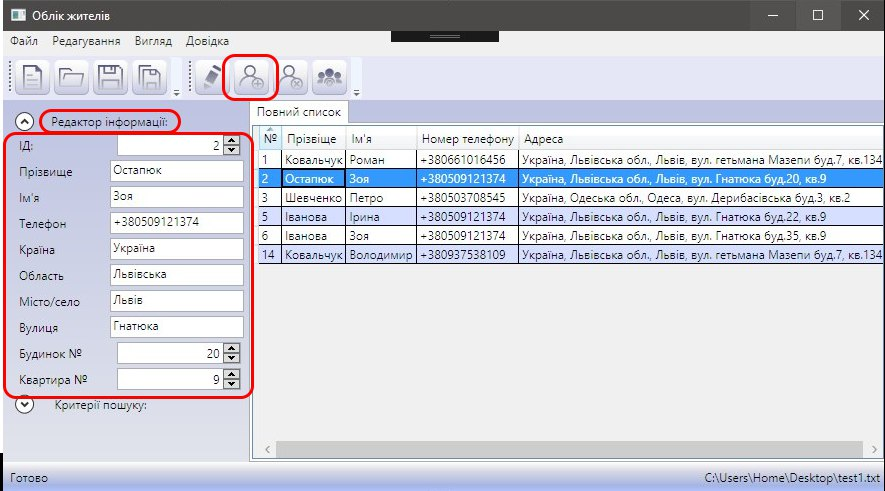 Облік жителів
Файл Редагування Вигляд Довідка
Редактор інформації:
ІД: 2
Прізвище Остапюк
Ім'я Зоя
Телефон +380509121374
Країна Україна
Область Львівська
Місто/село Львів
Вулиця Гнатюка
Будинок № 20
Квартира № 9
Критерії пошуку:
Повний список
№ Прізвіще Ім'я Номер телефону Адреса
1 Ковальчук Роман +380661016456 Україна, Львівська обл., Львів, вул. гетьмана Мазепи буд.7, кв.134
2 Остапюк Зоя +380509121374 Україна, Львівська обл., Львів, вул. Гнатюка буд.20, кв.9
3 Шевченко Петро +380503708545 Україна, Одеська обл., Одеса, вул. Дерибасівська буд.3, кв.2
5 Іванова Ірина +380509121374 Україна, Львівська обл., Львів, вул. Гнатюка буд.22, кв.9
6 Іванова Зоя +380509121374 Україна, Львівська обл., Львів, вул. Гнатюка буд.35, кв.9
14 Ковальчук Володимир +380937538109 Україна, Львівська обл., Львів, вул. гетьмана Мазепи буд.7, кв.134
Готово C:\Users\Home\Desktop\test1.txt